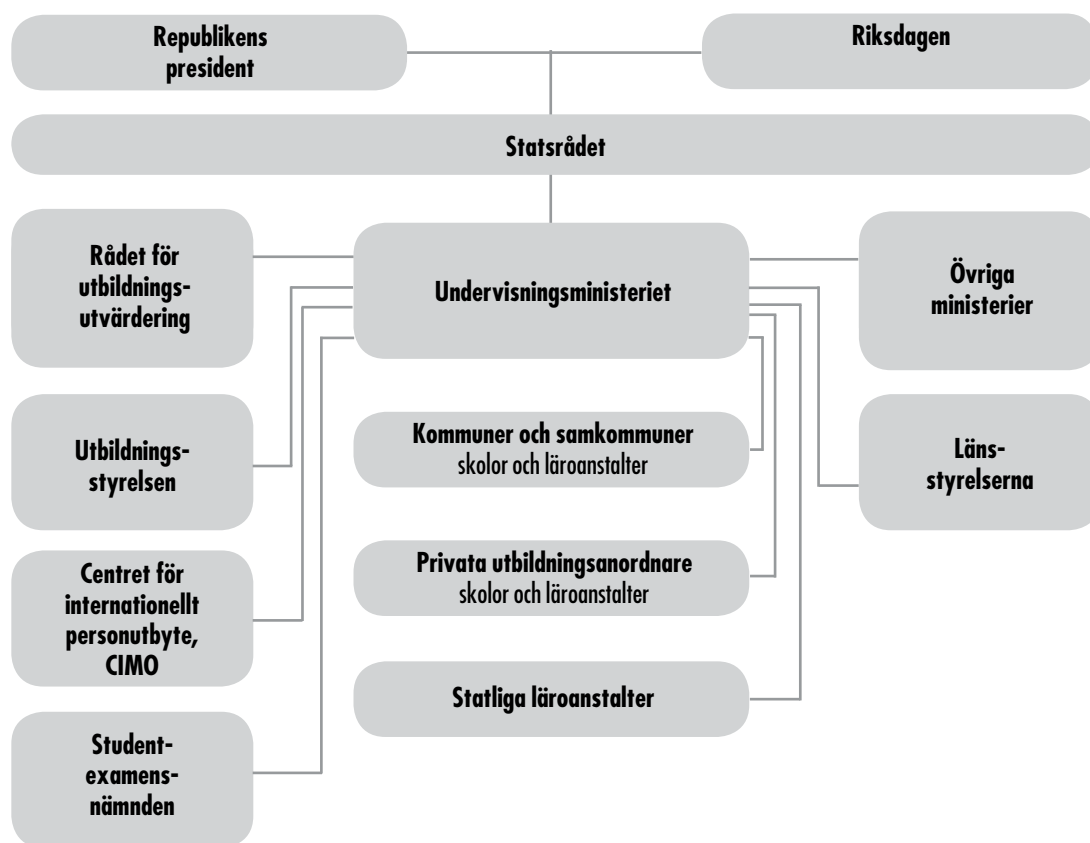 Republikens
president
Riksdagen
Statsrådet
Rådet för
utbildnings-
utvärdering
Undervisningsministeriet
Övriga
ministerier
Utbildnings-
styrelsen
Kommuner och samkommuner
skolor och läroanstalter
Läns-
styrelserna
Centret för
internationellt
personutbyte,
CIMO
Privata utbildningsanordnare
skolor och läroanstalter
Statliga läroanstalter
Student-
examens-
nämnden